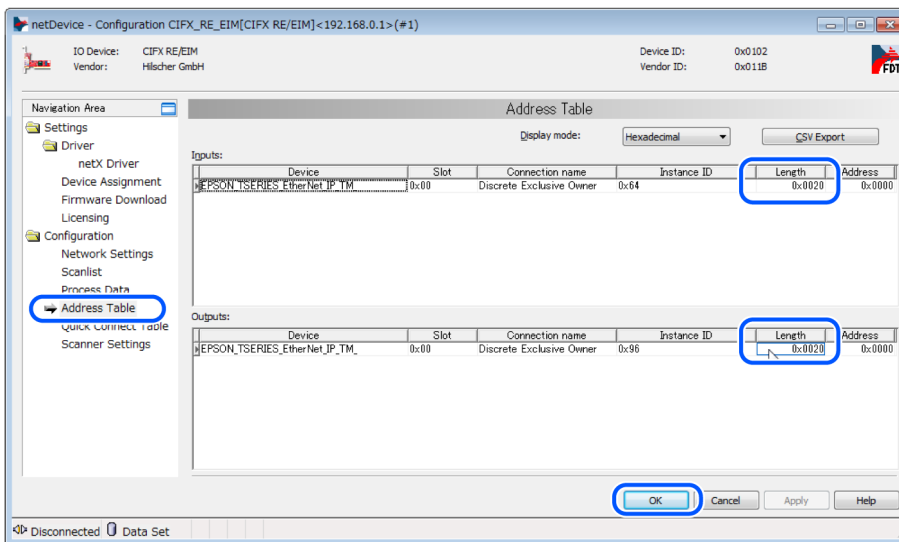 netDevice - Configuration CIFX_RE_EIM[CIFX RE/EIM]<192.168.0.1>(#1)
IO Device: CIFX RE/EIM Device ID: 0x0102
Vendor: Hilscher GmbH Vendor ID: 0x011B
FDT
Navigation Area
Settings
Driver
netX Driver
Device Assignment
Firmware Download
Licensing
Configuration
Network Settings
Scanlist
Process Data
Address Table
Quick Connect Table
Scanner Settings
Address Table
Display mode: Hexadecimal CSV Export
Inputs:
Device Slot Connection name Instance ID Length Address
EPSON_TSERIES_EtherNet_IP_TM_ 0x00 Discrete Exclusive Owner 0x64 0x0020 0x0000
Outputs:
Device Slot Connection name Instance ID Length Address
EPSON_TSERIES_EtherNet_IP_TM_ 0x00 Discrete Exclusive Owner 0x96 0x0020 0x0000
OK Cancel Apply Help
Disconnected Data Set